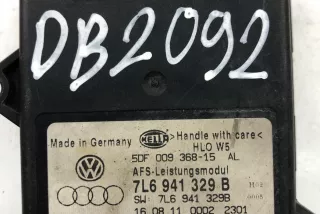 DB2092
Made in Germany HELLA >Handle with care<
HLO W5
5DF 009 368-15 AL
AFS-Leistungsmodul
7L6 941 329 B
SW: 7L6 941 329B
16 08 11 0002 2301